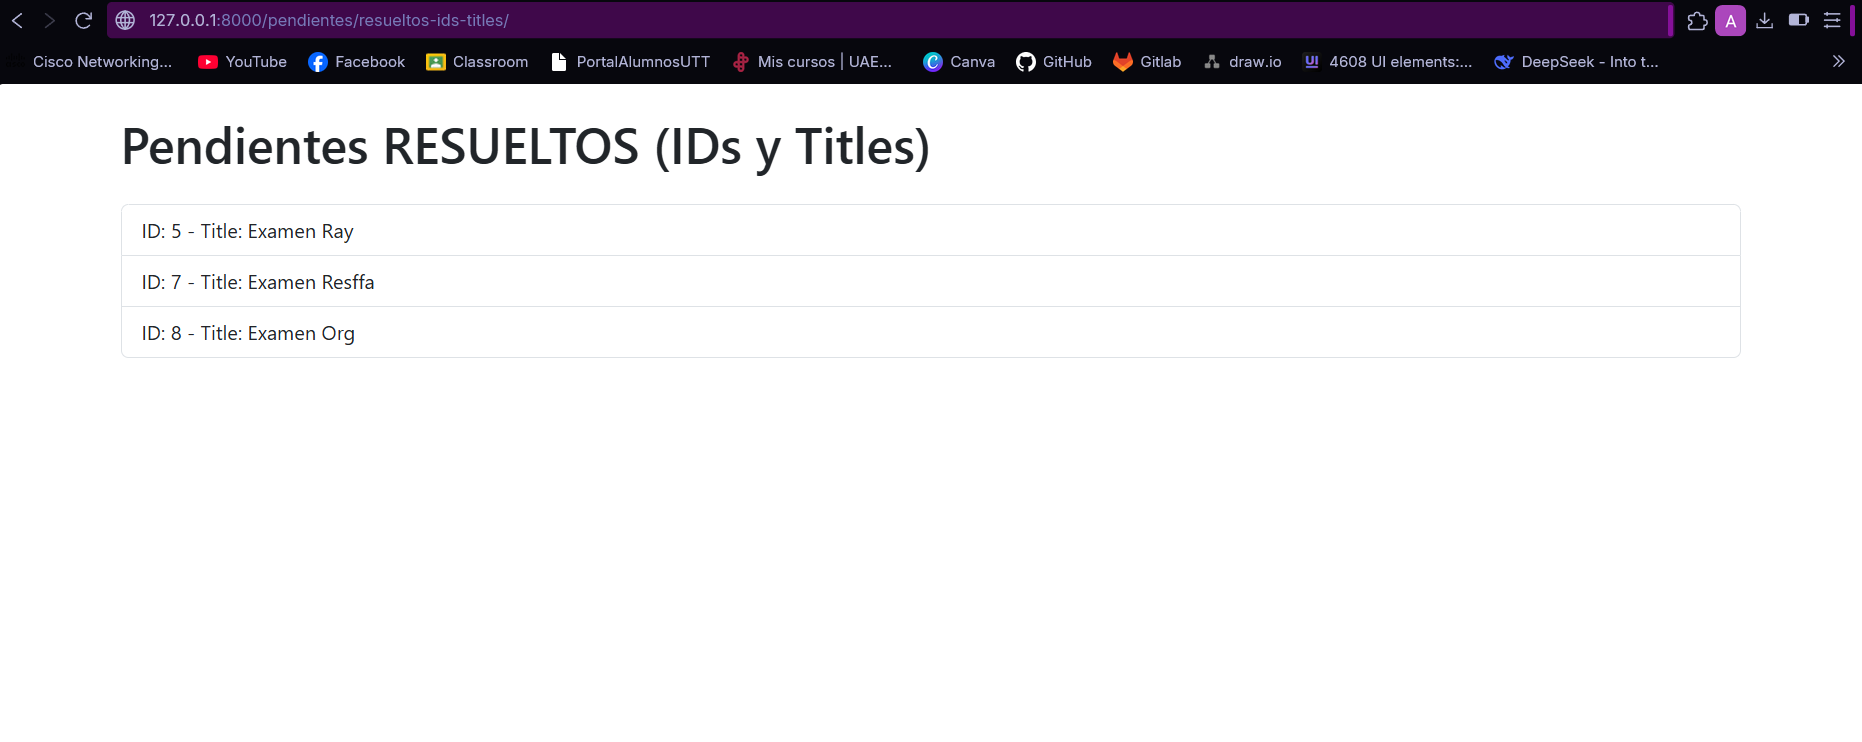 127.0.0.1:8000/pendientes/resueltos-ids-titles/
A
Cisco Networking... YouTube Facebook Classroom PortalAlumnosUTT Mis cursos | UAE... Canva GitHub Gitlab draw.io UI 4608 UI elements:... DeepSeek - Into t...
Pendientes RESUELTOS (IDs y Titles)
ID: 5 - Title: Examen Ray
ID: 7 - Title: Examen Resffa
ID: 8 - Title: Examen Org